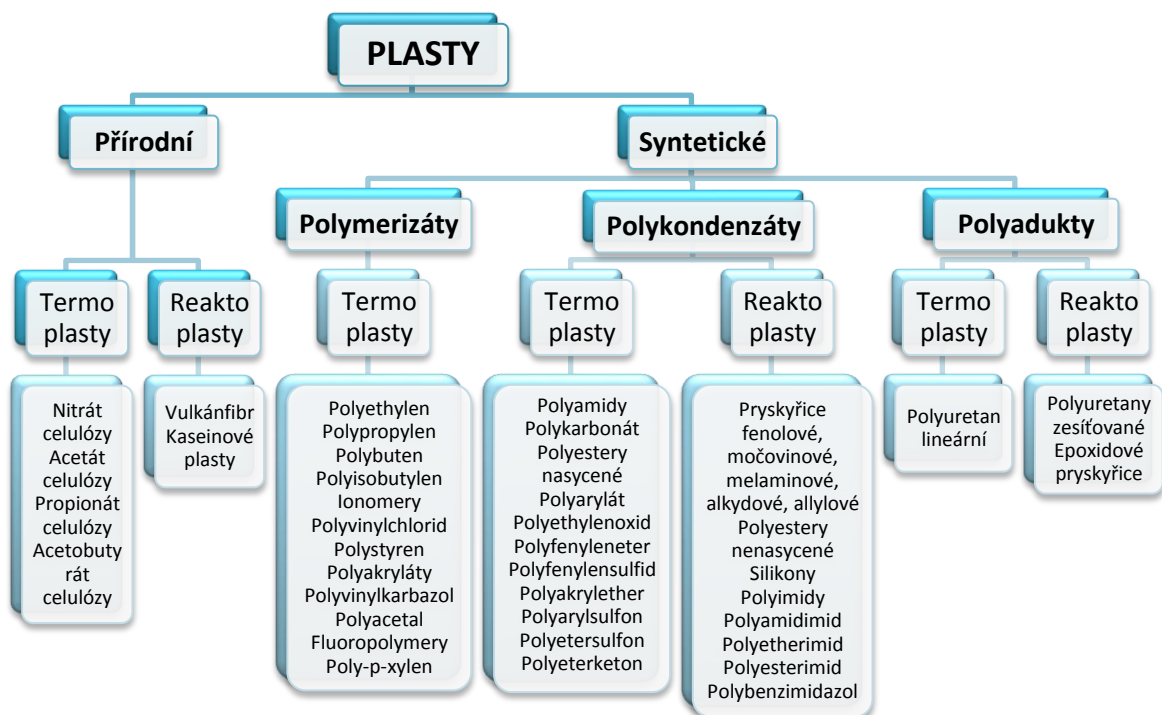 PLASTY
Přírodní
Syntetické
Polymerizáty
Polykondenzáty
Polyadukty
Termo
plasty
Reakto
plasty
Termo
plasty
Termo
plasty
Reakto
plasty
Termo
plasty
Reakto
plasty
Nitrát
celulózy
Acetát
celulózy
Propionát
celulózy
Acetobuty
rát
celulózy
Vulkánfibr
Kaseinové
plasty
Polyethylen
Polypropylen
Polybuten
Polyisobutylen
Ionomery
Polyvinylchlorid
Polystyren
Polyakryláty
Polyvinylkarbazol
Polyacetal
Fluoropolymery
Poly-p-xylen
Polyamidy
Polykarbonát
Polyestery
nasycené
Polyarylát
Polyethylenoxid
Polyfenyleneter
Polyfenylensulfid
Polyakrylether
Polyarylsulfon
Polyetersulfon
Polyeterketon
Pryskyřice
fenolové,
močovinové,
melaminové,
alkydové, allylové
Polyestery
nenasycené
Silikony
Polyimidy
Polyamidimid
Polyetherimid
Polyesterimid
Polybenzimidazol
Polyuretan
lineární
Polyuretany
zesíťované
Epoxidové
pryskyřice